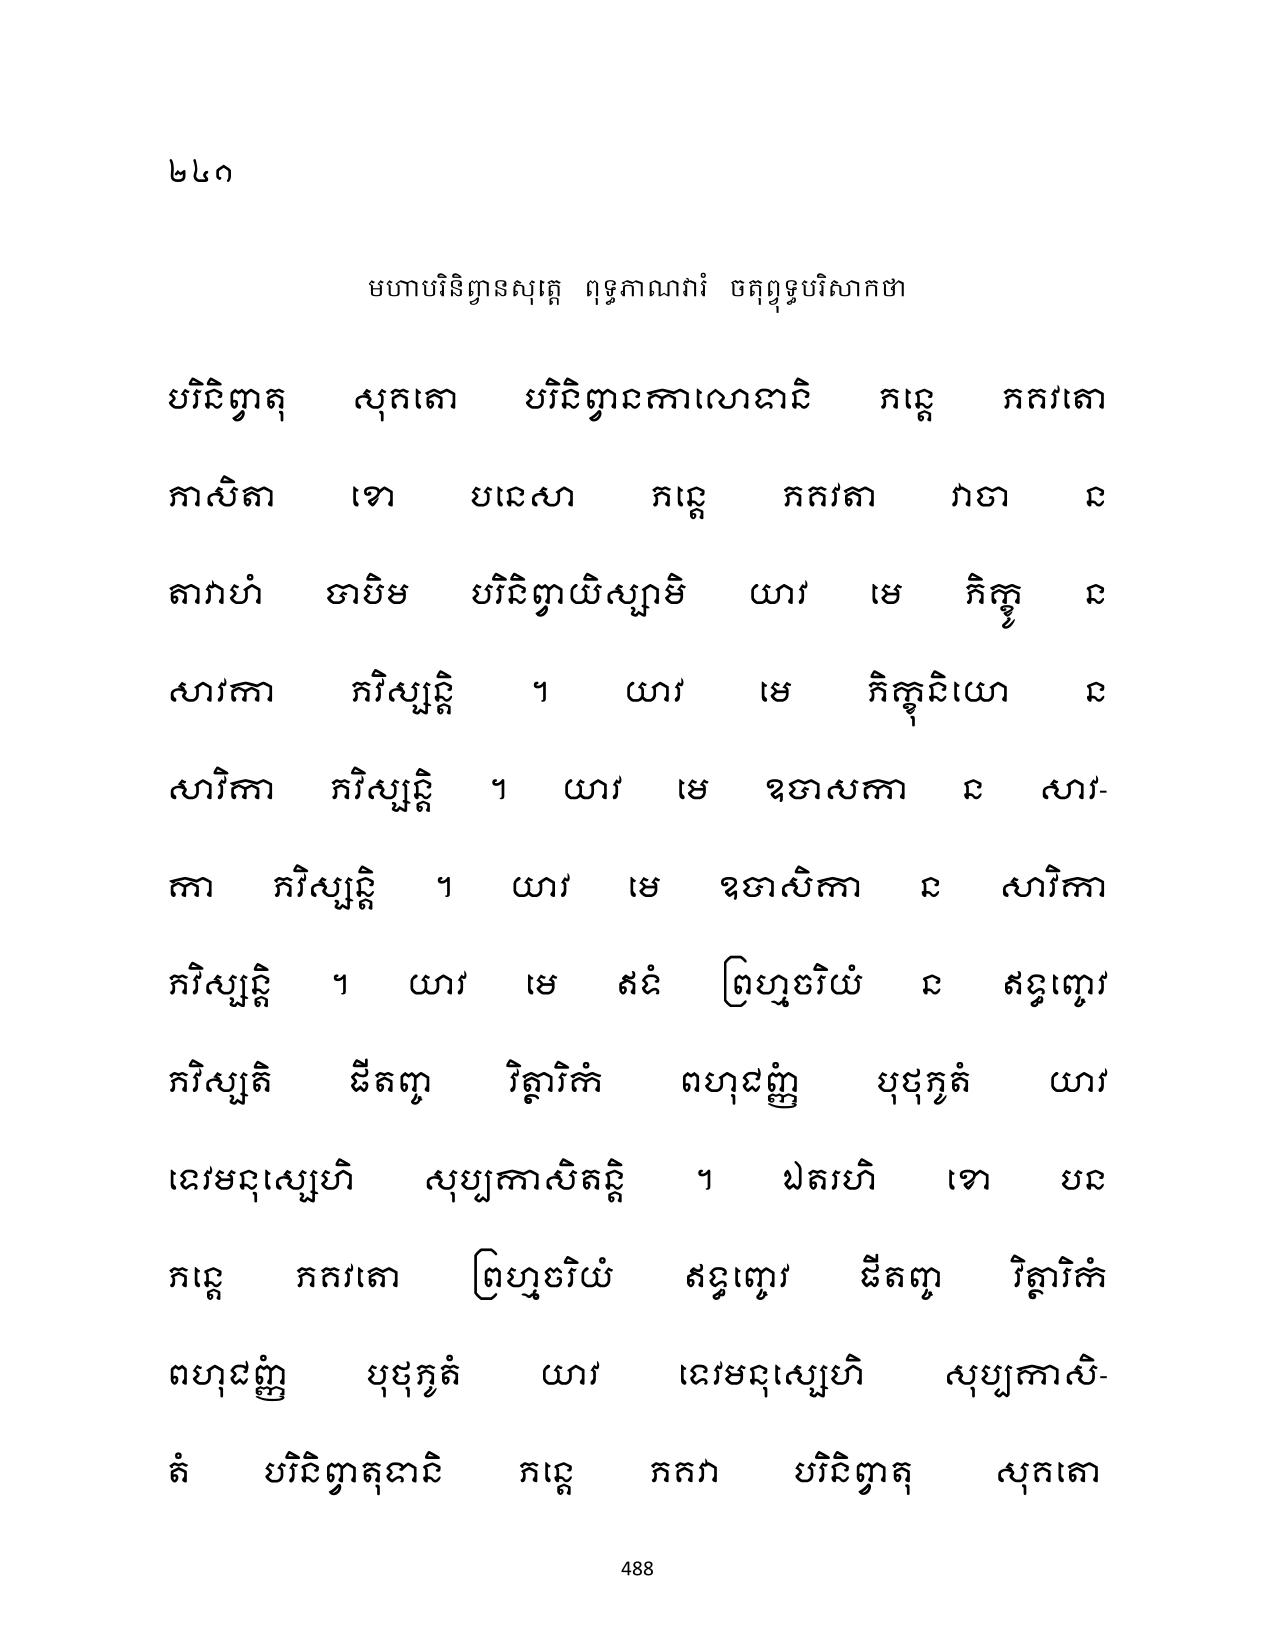 ២៤១
មហាបរិនិព្វានសុត្តេ ពុទ្ធភាណវារំ ចតុព្វុទ្ធបរិសាកថា
បរិនិព្វាតុ សុគតោ បរិនិព្វានកាលោទានិ ភន្តេ ភគវតោ
ភាសិតា ខោ បនេសា ភន្តេ ភគវតា វាចា ន
តាវាហំ បាបិម បរិនិព្វាយិស្សាមិ យាវ មេ ភិក្ខូ ន
សាវកា ភវិស្សន្តិ ។ យាវ មេ ភិក្ខុនិយោ ន
សាវិកា ភវិស្សន្តិ ។ យាវ មេ ឧបាសកា ន សាវ-
កា ភវិស្សន្តិ ។ យាវ មេ ឧបាសិកា ន សាវិកា
ភវិស្សន្តិ ។ យាវ មេ ឥទំ ព្រហ្មចរិយំ ន ឥទ្ធញ្ចេវ
ភវិស្សតិ ផីតញ្ច វិត្ថារិកំ ពហុជញ្ញំ បុថុភូតំ យាវ
ទេវមនុស្សេហិ សុប្បកាសិតន្តិ ។ ឯតរហិ ខោ បន
ភន្តេ ភគវតោ ព្រហ្មចរិយំ ឥទ្ធញ្ចេវ ផីតញ្ច វិត្ថារិកំ
ពហុជញ្ញំ បុថុភូតំ យាវ ទេវមនុស្សេហិ សុប្បកាសិ-
តំ បរិនិព្វាតុទានិ ភន្តេ ភគវា បរិនិព្វាតុ សុគតោ
488